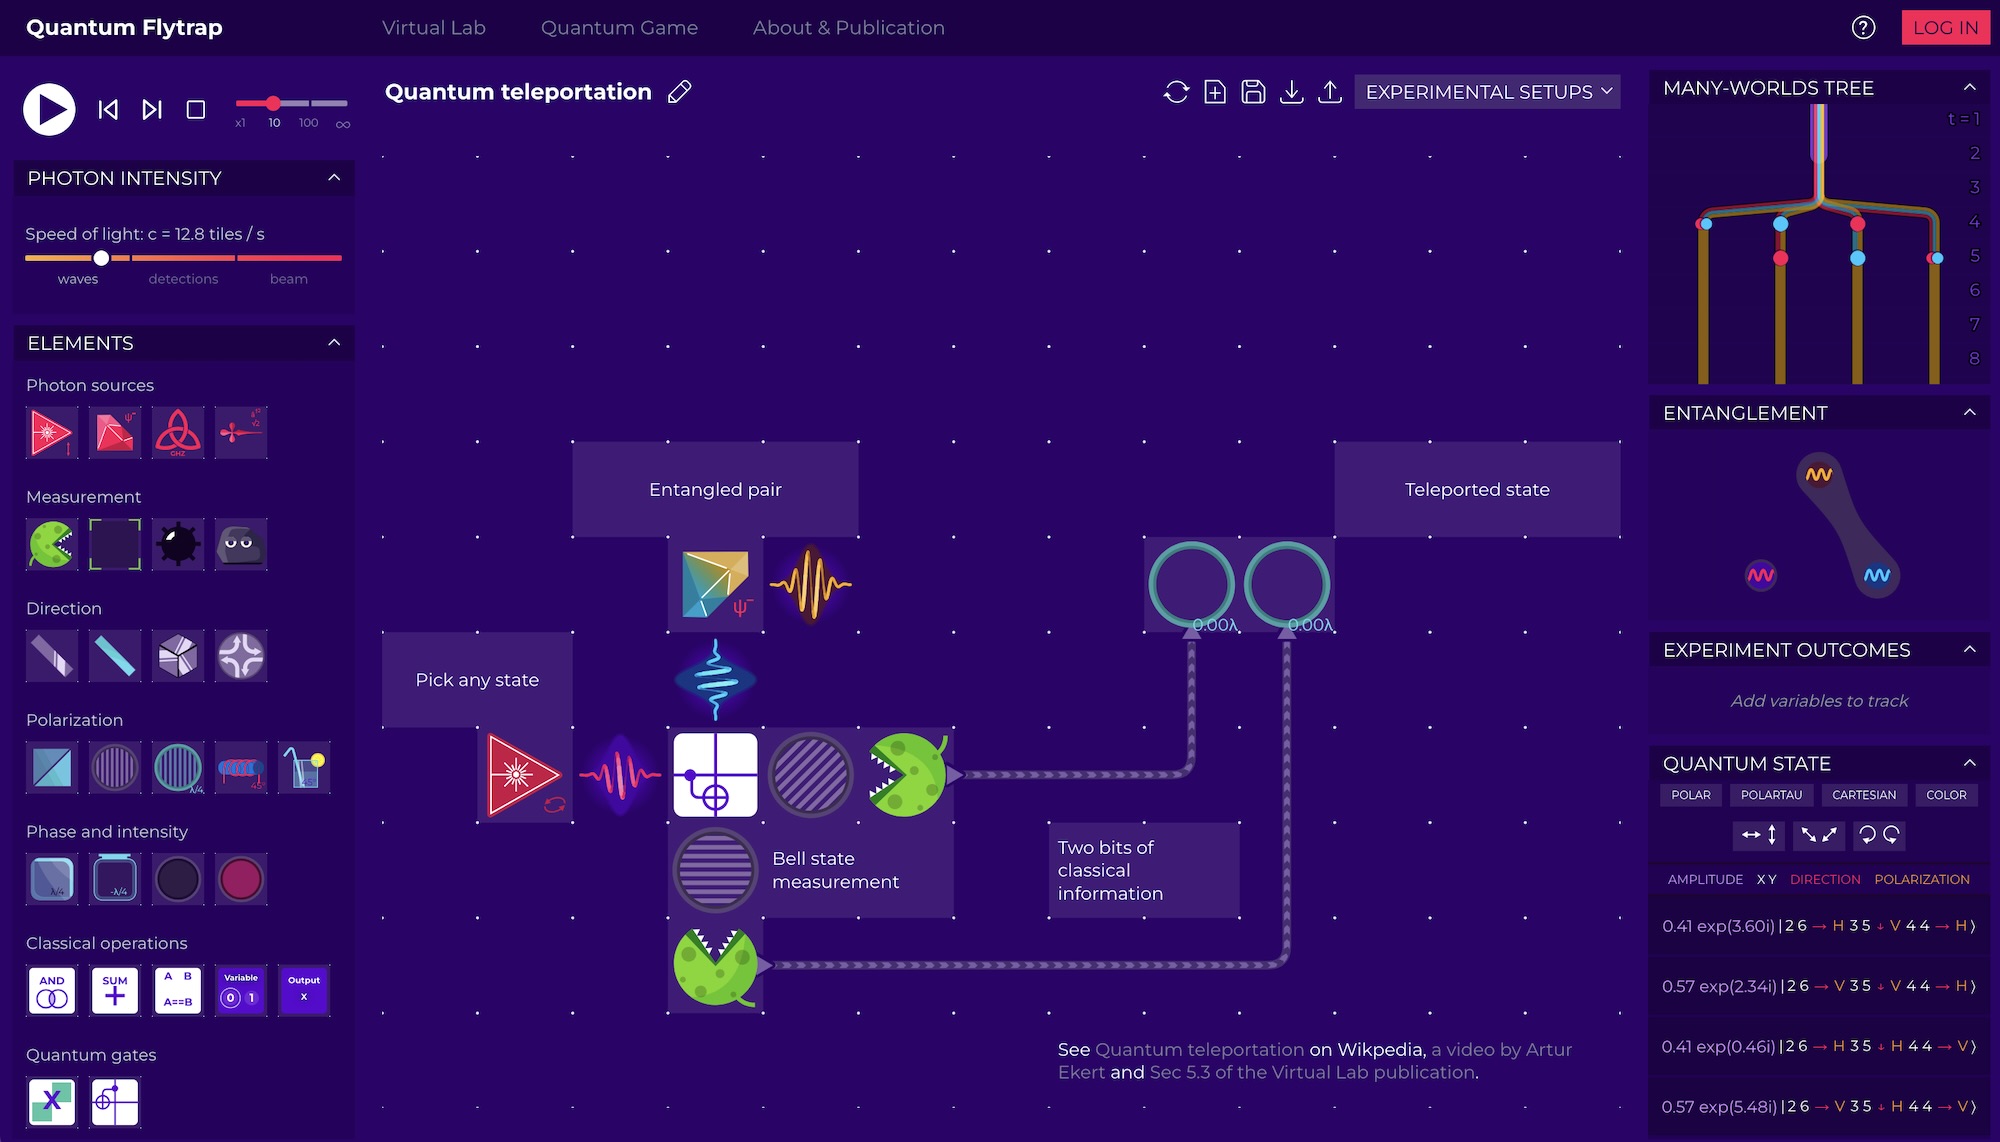 Quantum Flytrap
Virtual Lab
Quantum Game
About & Publication
?
LOG IN
x1 10 100 ∞
Quantum teleportation
EXPERIMENTAL SETUPS
PHOTON INTENSITY
Speed of light: c = 12.8 tiles / s
waves detections beam
ELEMENTS
Photon sources
ψ⁻
GHZ
Measurement
Direction
Polarization
λ/4
45°
45°
Phase and intensity
λ/4
-λ/4
Classical operations
AND
SUM
+
A B
A==B
Variable
0 1
Output
X
Quantum gates
X
Entangled pair
Teleported state
ψ⁻
0.00λ
0.00λ
Pick any state
Bell state
measurement
Two bits of
classical
information
See Quantum teleportation on Wikpedia, a video by Artur
Ekert and Sec 5.3 of the Virtual Lab publication.
MANY-WORLDS TREE
t = 1
2
3
4
5
6
7
8
ENTANGLEMENT
EXPERIMENT OUTCOMES
Add variables to track
QUANTUM STATE
POLAR POLARTAU CARTESIAN COLOR
AMPLITUDE X Y DIRECTION POLARIZATION
0.41 exp(3.60i) |2 6 → H 3 5 ↓ V 4 4 → H⟩
0.57 exp(2.34i) |2 6 → V 3 5 ↓ V 4 4 → H⟩
0.41 exp(0.46i) |2 6 → H 3 5 ↓ H 4 4 → V⟩
0.57 exp(5.48i) |2 6 → V 3 5 ↓ H 4 4 → V⟩